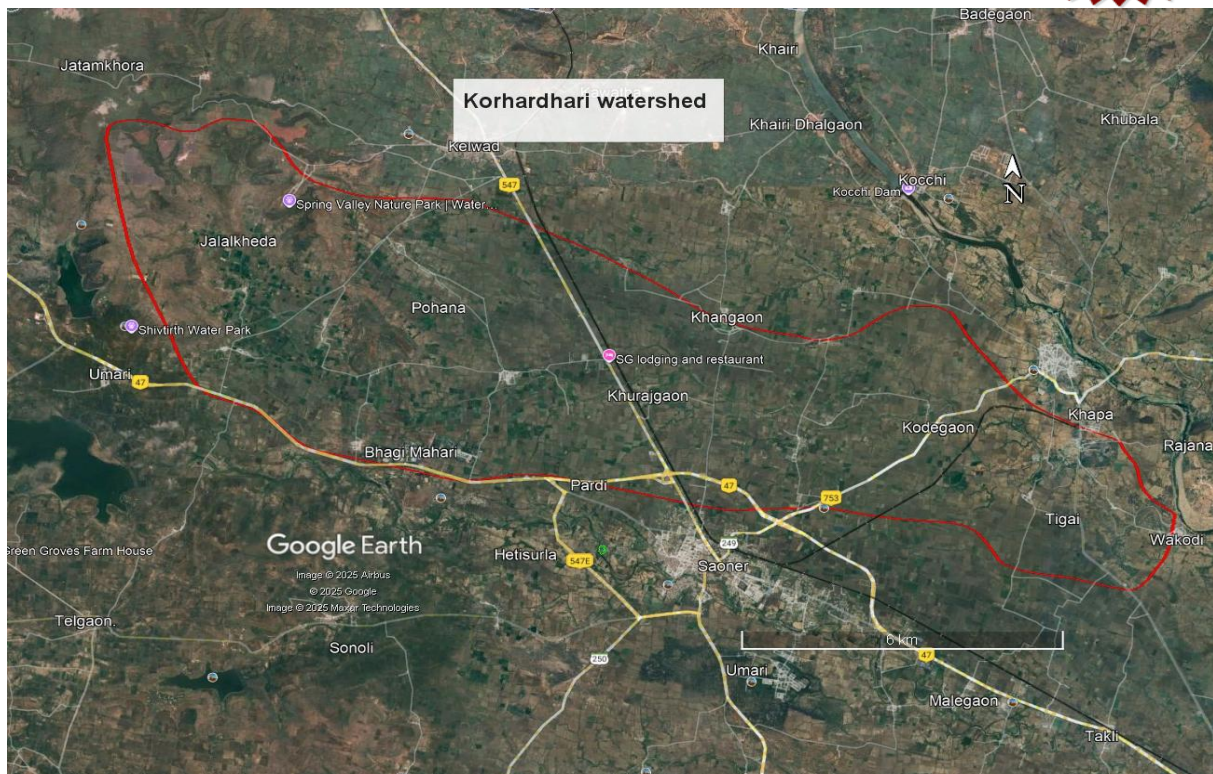 Badegaon
Khairi
Jatamkhora
Korhardhari watershed
Khubala
Khairi Dhalgaon
Kelwad
547
Kocchi
Kocchi Dam
N
Spring Valley Nature Park | Water...
Jalalkheda
Pohana
Khangaon
Shivtirth Water Park
SG lodging and restaurant
Umari
47
Khurajgaon
Khapa
Kodegaon
Rajana
Bhagi Mahari
Pardi
47
753
Tigai
Wakodi
249
Google Earth
Green Groves Farm House
Hetisurla
547E
Saoner
Image © 2025 Airbus
© 2025 Google
Image © 2025 Maxar Technologies
Telgaon.
Sonoli
6 km
250
47
Umari
Malegaon
Takli